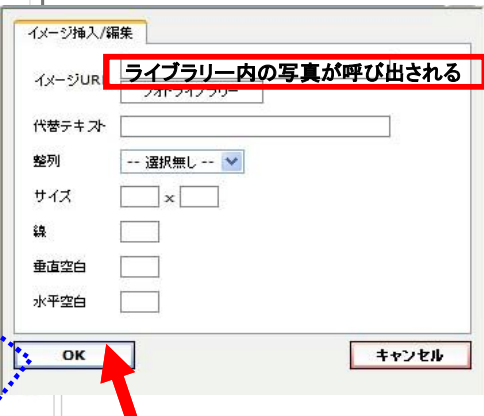 イメージ挿入/編集
ライブラリー内の写真が呼び出される
イメージUR
フォトライブラリー
代替テキスト
整列 -- 選択無し --
サイズ x
線
垂直空白
水平空白
OK キャンセル